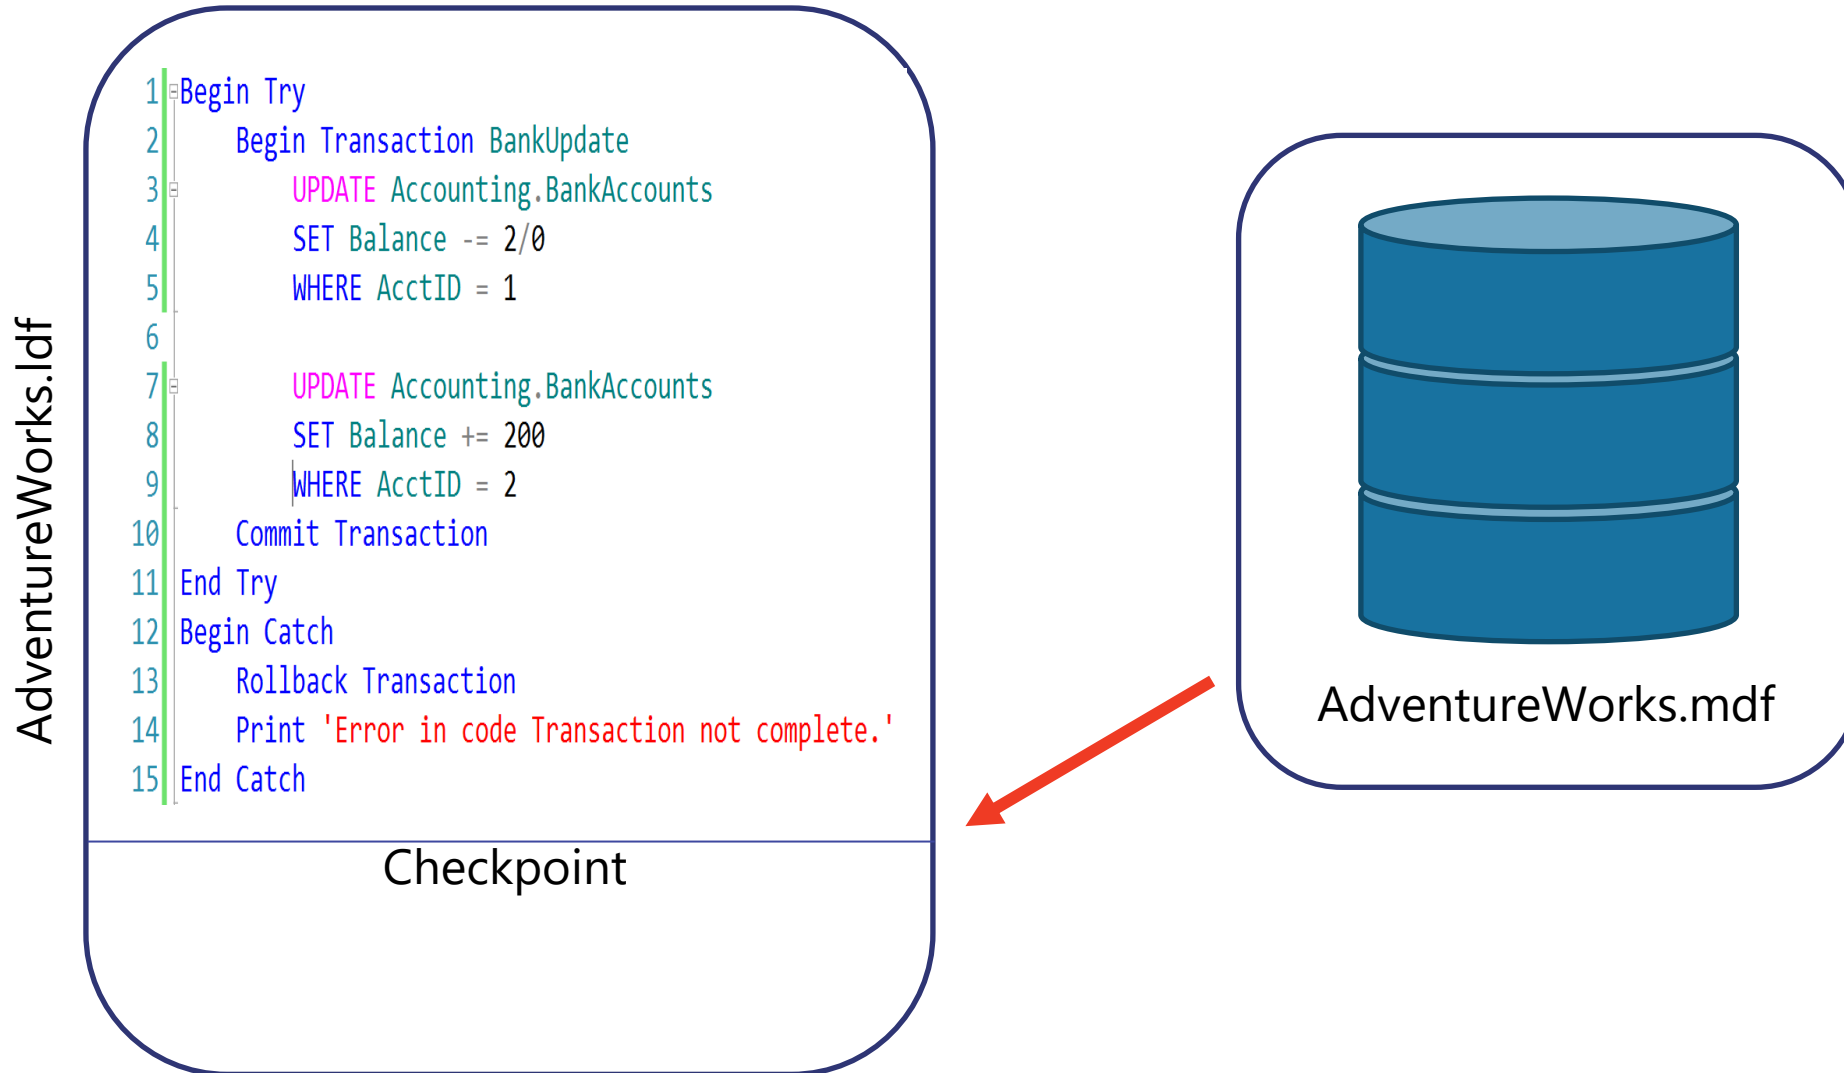 AdventureWorks.ldf
1 Begin Try
2 Begin Transaction BankUpdate
3 UPDATE Accounting.BankAccounts
4 SET Balance -= 2/0
5 WHERE AcctID = 1
6
7 UPDATE Accounting.BankAccounts
8 SET Balance += 200
9 WHERE AcctID = 2
10 Commit Transaction
11 End Try
12 Begin Catch
13 Rollback Transaction
14 Print 'Error in code Transaction not complete.'
15 End Catch
Checkpoint
AdventureWorks.mdf